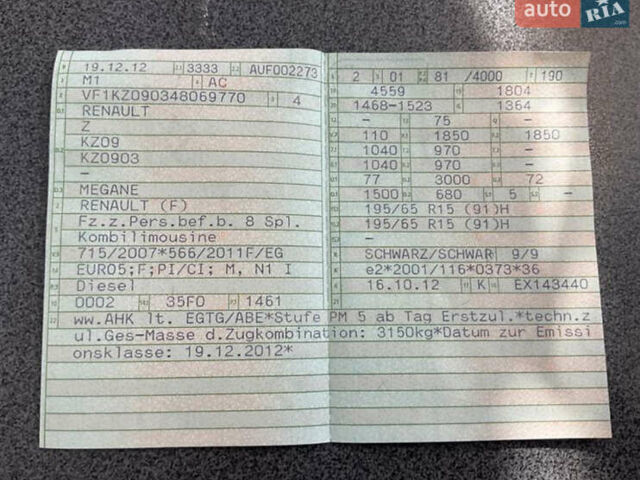 auto RIA.com
19.12.12 3333 AUF002273
M1 AC
VF1KZ090348069770 4
RENAULT
Z
KZ09
KZ0903
–
MEGANE
RENAULT (F)
Fz.z.Pers.bef.b. 8 Spl.
Kombilimousine
715/2007*566/2011F/EG
EURO5;F;PI/CI; M, N1 I
Diesel
0002 35F0 1461
2 01 81 /4000 190
4559 1804
1468-1523 1364
– 75 –
110 1850 1850
1040 970 –
1040 970 –
77 3000 72
1500 680 5 –
195/65 R15 (91)H
195/65 R15 (91)H
–
SCHWARZ/SCHWAR 9/9
e2*2001/116*0373*36
16.10.12 K EX143440
ww.AHK lt. EGTG/ABE*Stufe PM 5 ab Tag Erstzul.*techn.z
ul.Ges-Masse d.Zugkombination: 3150kg*Datum zur Emissi
onsklasse: 19.12.2012*